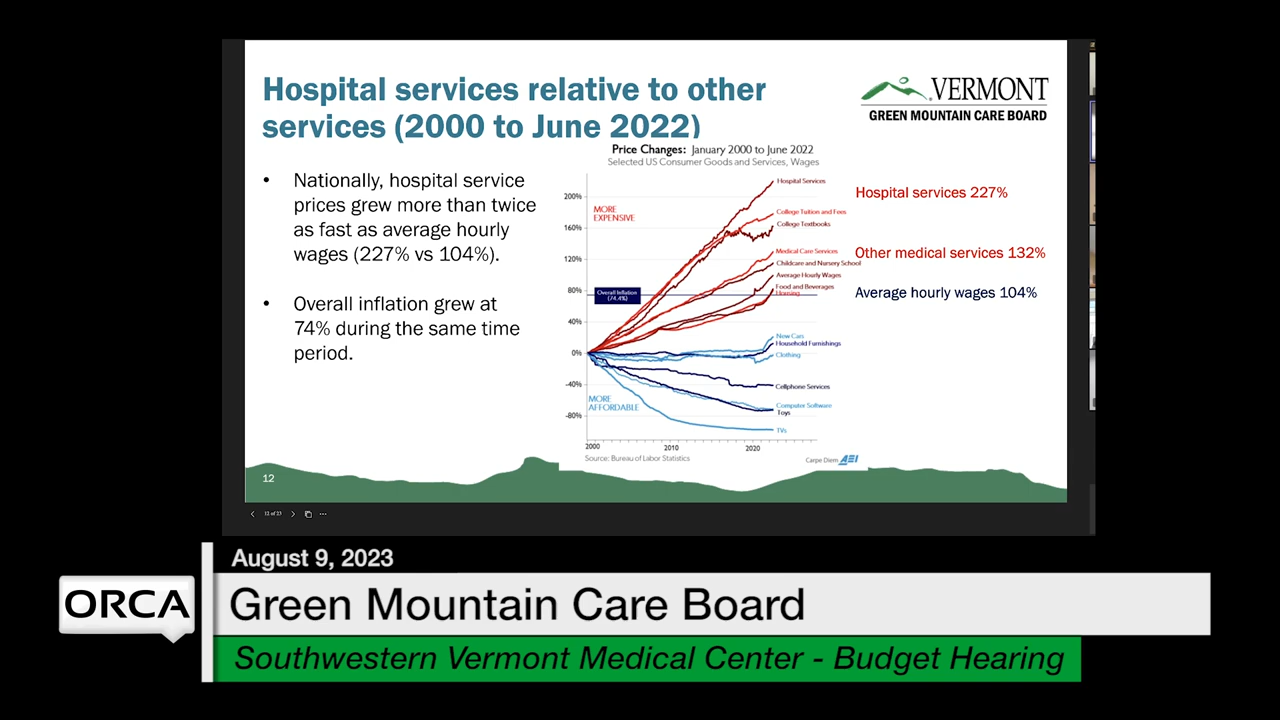 Hospital services relative to other
services (2000 to June 2022)
VERMONT
GREEN MOUNTAIN CARE BOARD
• Nationally, hospital service
prices grew more than twice
as fast as average hourly
wages (227% vs 104%).
• Overall inflation grew at
74% during the same time
period.
Price Changes: January 2000 to June 2022
Selected US Consumer Goods and Services, Wages
200%
160%
120%
80%
40%
0%
-40%
-80%
MORE
EXPENSIVE
Overall Inflation
(74.4%)
MORE
AFFORDABLE
Hospital Services
College Tuition and Fees
College Textbooks
Medical Care Services
Childcare and Nursery School
Average Hourly Wages
Food and Beverages
Housing
New Cars
Household Furnishings
Clothing
Cellphone Services
Computer Software
Toys
TVs
2000
2010
2020
Source: Bureau of Labor Statistics
Carpe Diem AEI
Hospital services 227%
Other medical services 132%
Average hourly wages 104%
12
August 9, 2023
ORCA
Green Mountain Care Board
Southwestern Vermont Medical Center - Budget Hearing